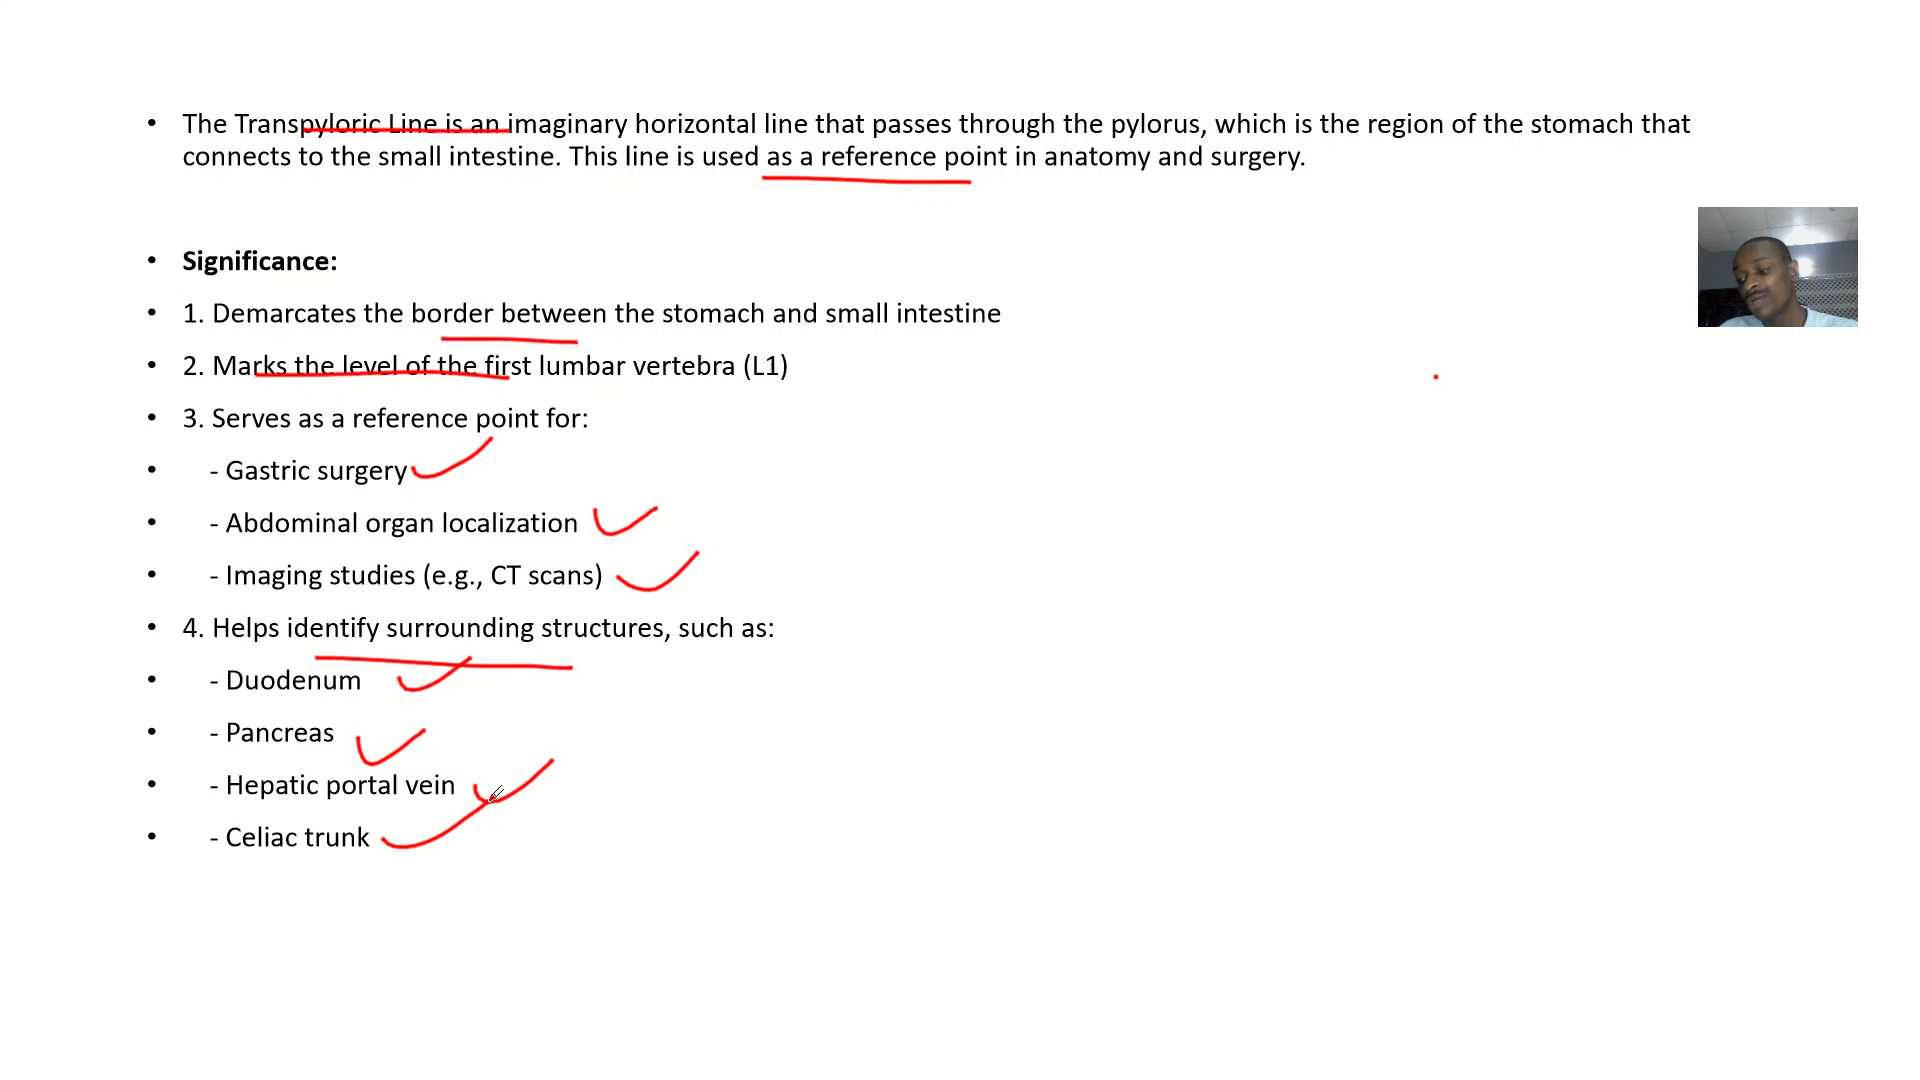 • The Transpyloric Line is an imaginary horizontal line that passes through the pylorus, which is the region of the stomach that
connects to the small intestine. This line is used as a reference point in anatomy and surgery.
• Significance:
• 1. Demarcates the border between the stomach and small intestine
• 2. Marks the level of the first lumbar vertebra (L1)
• 3. Serves as a reference point for:
• - Gastric surgery
• - Abdominal organ localization
• - Imaging studies (e.g., CT scans)
• 4. Helps identify surrounding structures, such as:
• - Duodenum
• - Pancreas
• - Hepatic portal vein
• - Celiac trunk